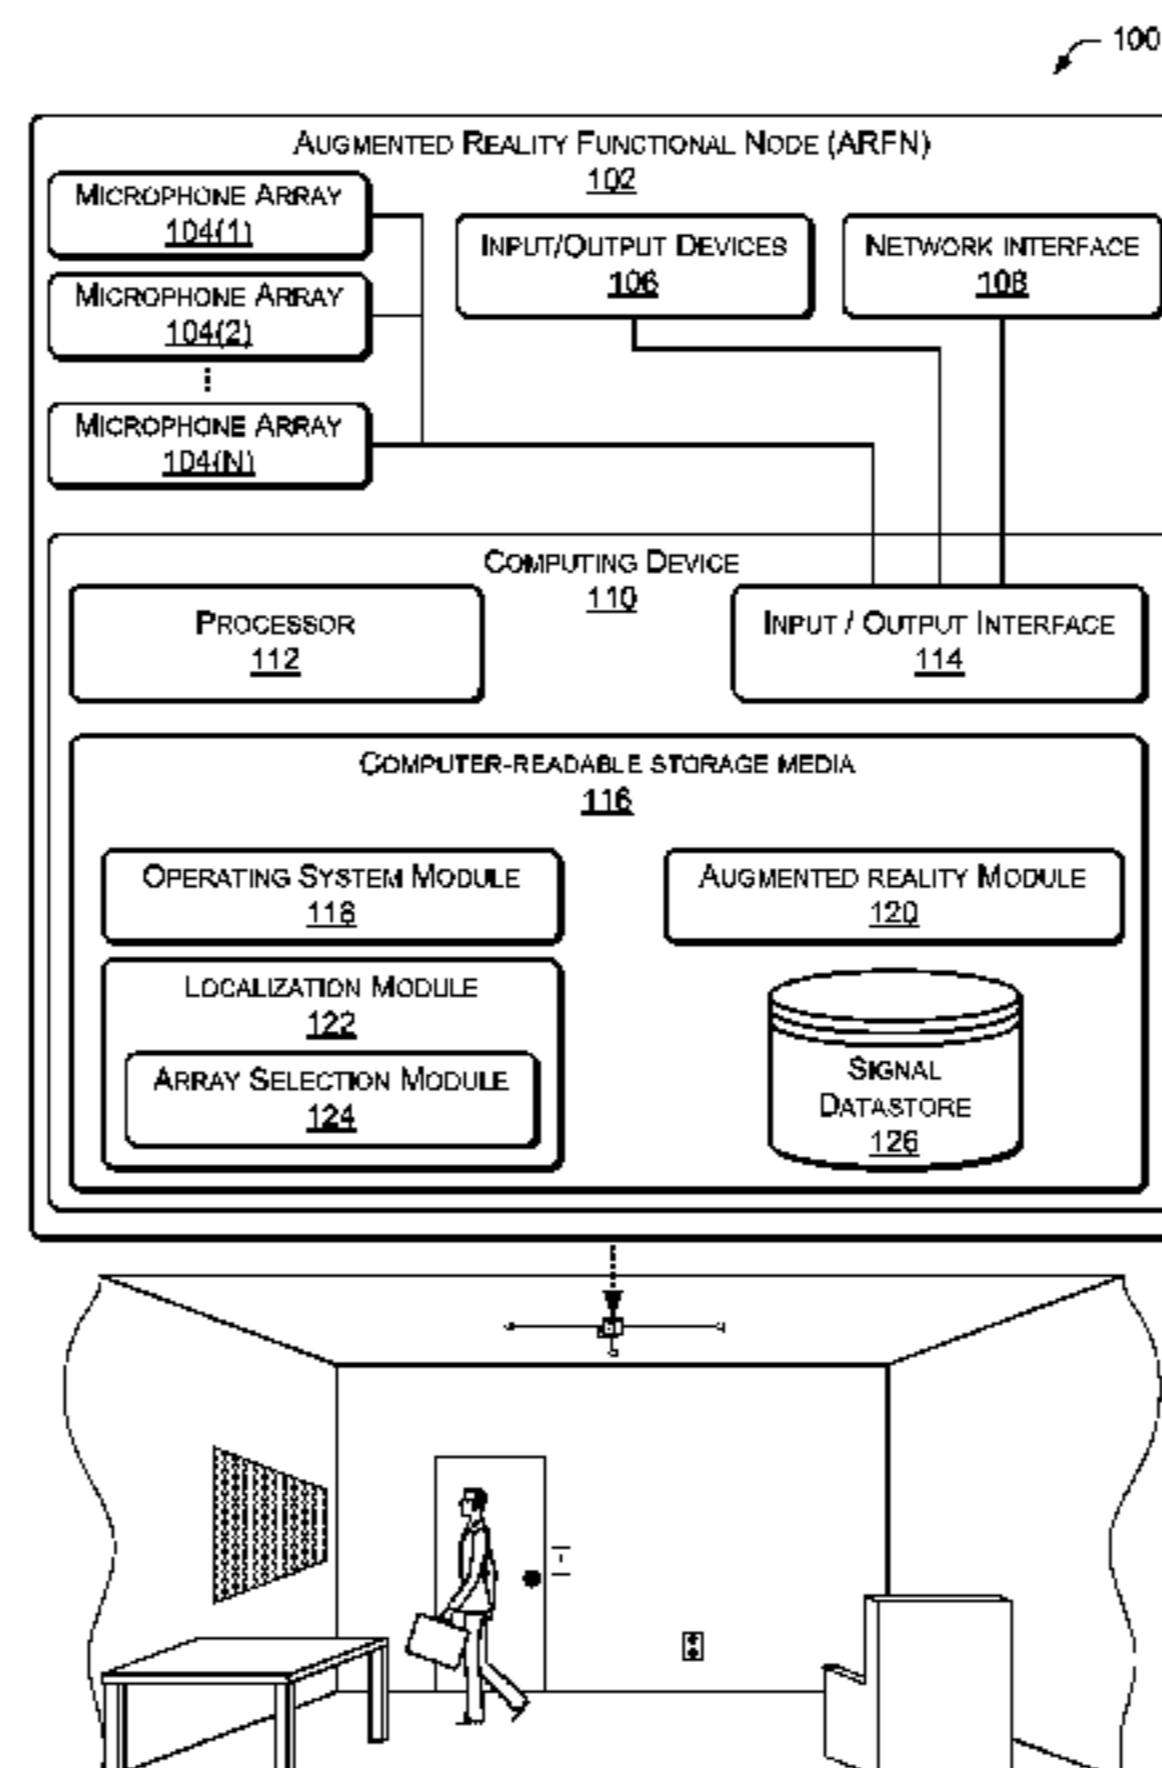 100
AUGMENTED REALITY FUNCTIONAL NODE (ARFN)
102
MICROPHONE ARRAY
104(1)
MICROPHONE ARRAY
104(2)
MICROPHONE ARRAY
104(N)
INPUT/OUTPUT DEVICES
106
NETWORK INTERFACE
108
COMPUTING DEVICE
110
PROCESSOR
112
INPUT / OUTPUT INTERFACE
114
COMPUTER-READABLE STORAGE MEDIA
116
OPERATING SYSTEM MODULE
118
AUGMENTED REALITY MODULE
120
LOCALIZATION MODULE
122
ARRAY SELECTION MODULE
124
SIGNAL
DATASTORE
126